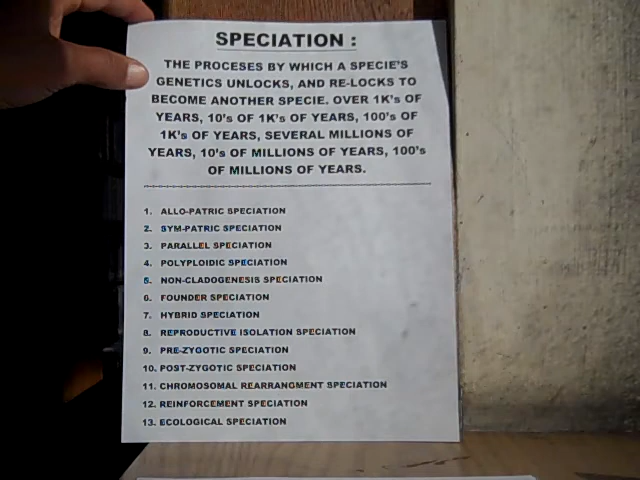 SPECIATION :
THE PROCESES BY WHICH A SPECIE'S
GENETICS UNLOCKS, AND RE-LOCKS TO
BECOME ANOTHER SPECIE. OVER 1K's OF
YEARS, 10's OF 1K's OF YEARS, 100's OF
1K's OF YEARS, SEVERAL MILLIONS OF
YEARS, 10's OF MILLIONS OF YEARS, 100's
OF MILLIONS OF YEARS.
1. ALLO-PATRIC SPECIATION
2. SYM-PATRIC SPECIATION
3. PARALLEL SPECIATION
4. POLYPLOIDIC SPECIATION
5. NON-CLADOGENESIS SPECIATION
6. FOUNDER SPECIATION
7. HYBRID SPECIATION
8. REPRODUCTIVE ISOLATION SPECIATION
9. PRE-ZYGOTIC SPECIATION
10. POST-ZYGOTIC SPECIATION
11. CHROMOSOMAL REARRANGMENT SPECIATION
12. REINFORCEMENT SPECIATION
13. ECOLOGICAL SPECIATION